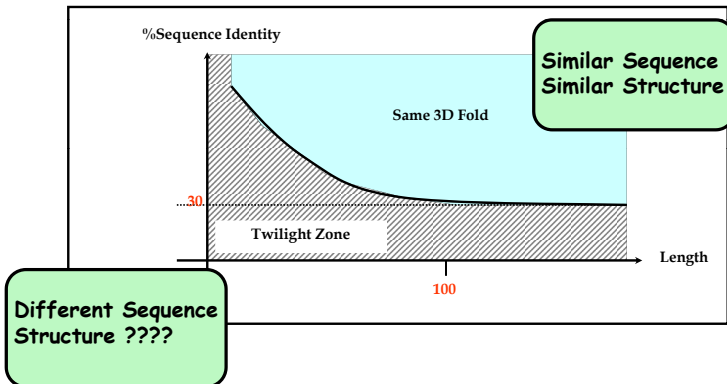 %Sequence Identity
Similar Sequence
Similar Structure
Same 3D Fold
30
Twilight Zone
Length
100
Different Sequence
Structure ????